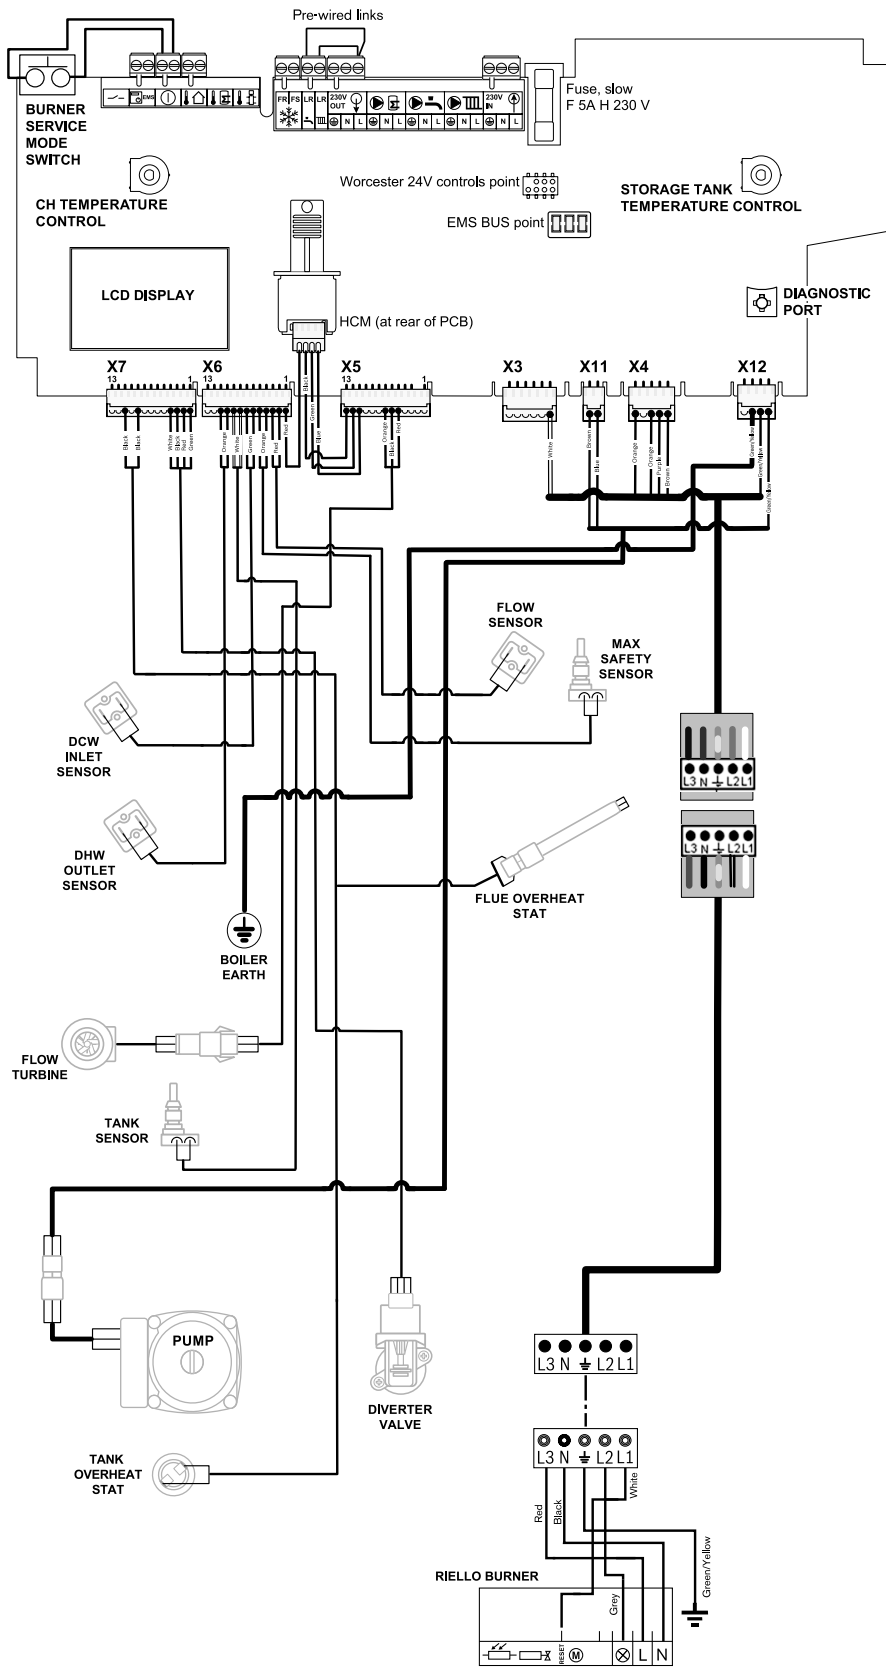 Pre-wired links
BURNER
SERVICE
MODE
SWITCH
EMS
FR FS LR LR 230V
OUT
230V
IN
N L N L N L N L N L
Fuse, slow
F 5A H 230 V
CH TEMPERATURE
CONTROL
Worcester 24V controls point
EMS BUS point
STORAGE TANK
TEMPERATURE CONTROL
LCD DISPLAY
HCM (at rear of PCB)
DIAGNOSTIC
PORT
X7 X6 X5 X3 X11 X4 X12
13 1 13 1 13 1
Black
Black
White
Black
Red
Green
Orange
White
Green
Orange
Red
Red
Black
Green
Blue
Orange
Black
Red
White
Brown
Blue
Orange
Orange
Purple
Brown
Green/Yellow
Green/Yellow
Green/Yellow
FLOW
SENSOR
MAX
SAFETY
SENSOR
DCW
INLET
SENSOR
L3 N L2 L1
L3 N L2 L1
DHW
OUTLET
SENSOR
FLUE OVERHEAT
STAT
BOILER
EARTH
FLOW
TURBINE
TANK
SENSOR
PUMP
DIVERTER
VALVE
L3 N L2 L1
TANK
OVERHEAT
STAT
L3 N L2 L1
Red
Black
White
Green/Yellow
RIELLO BURNER
Grey
RESET
M
L N